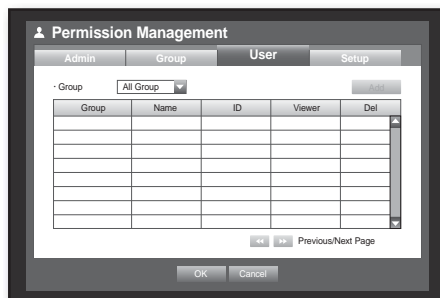 Permission Management
Admin Group User Setup
· Group All Group Add
Group Name ID Viewer Del
Previous/Next Page
OK Cancel